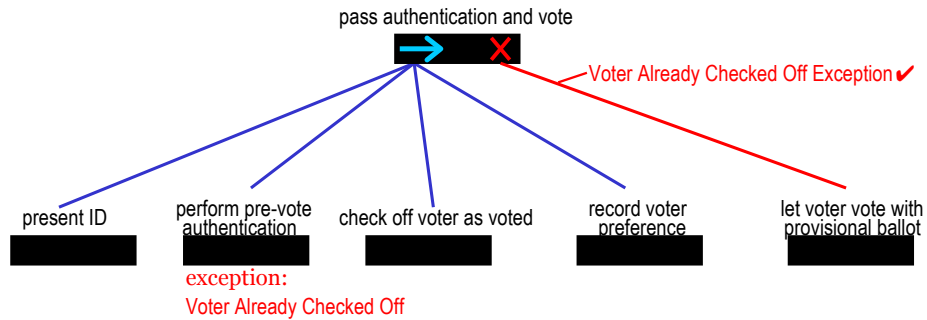 pass authentication and vote
Voter Already Checked Off Exception ✔
present ID
perform pre-vote
authentication
check off voter as voted
record voter
preference
let voter vote with
provisional ballot
exception:
Voter Already Checked Off